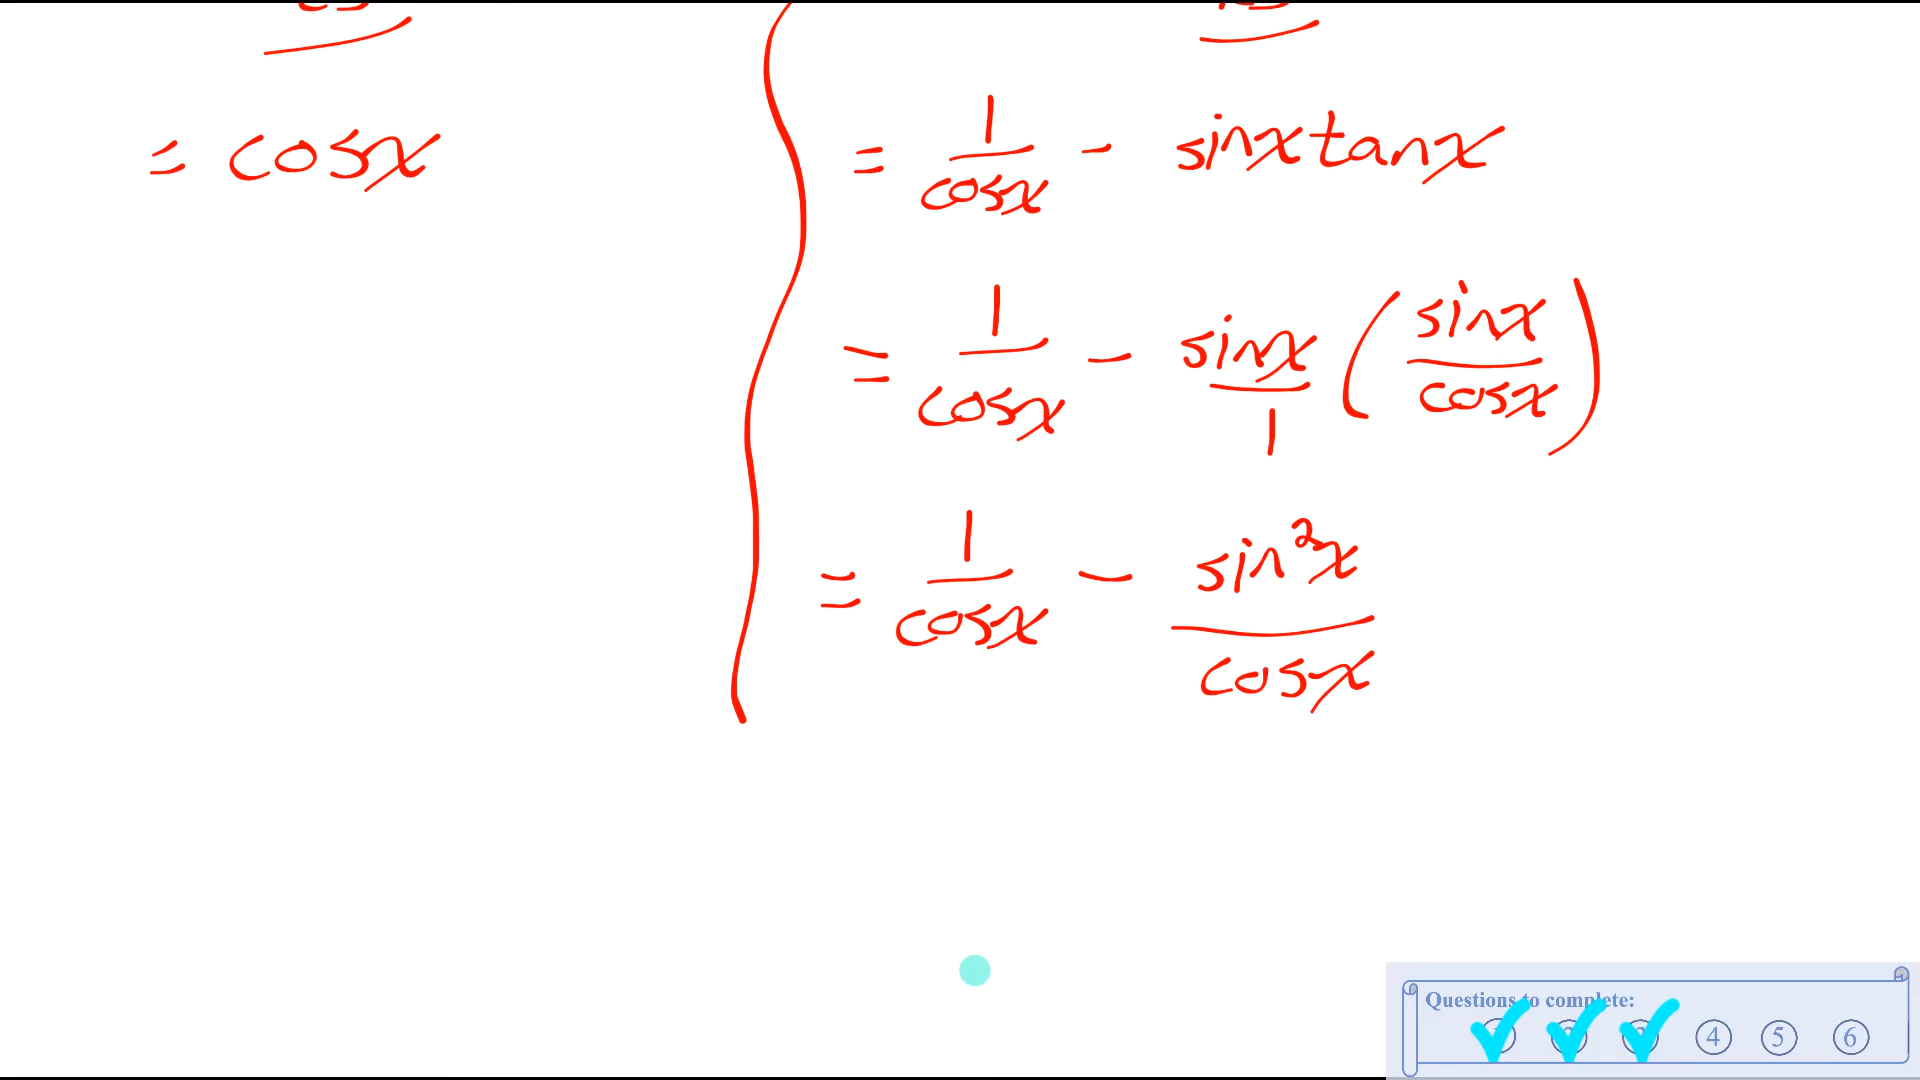 = cosx
= 1/cosx - sinx tanx
= 1/cosx - sinx/1 (sinx/cosx)
= 1/cosx - sin²x/cosx
Questions to complete:
④ ⑤ ⑥